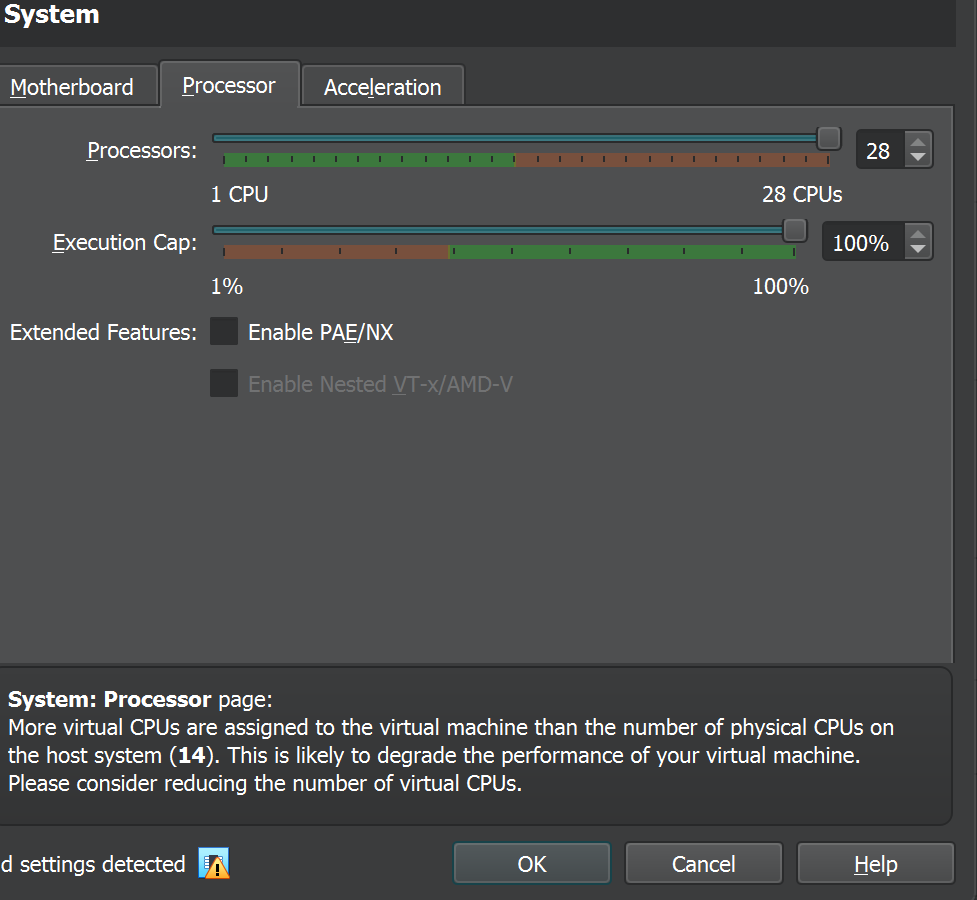 System
Motherboard
Processor
Acceleration
Processors:
28
1 CPU
28 CPUs
Execution Cap:
100%
1%
100%
Extended Features:
Enable PAE/NX
Enable Nested VT-x/AMD-V
System: Processor page:
More virtual CPUs are assigned to the virtual machine than the number of physical CPUs on
the host system (14). This is likely to degrade the performance of your virtual machine.
Please consider reducing the number of virtual CPUs.
d settings detected
OK
Cancel
Help